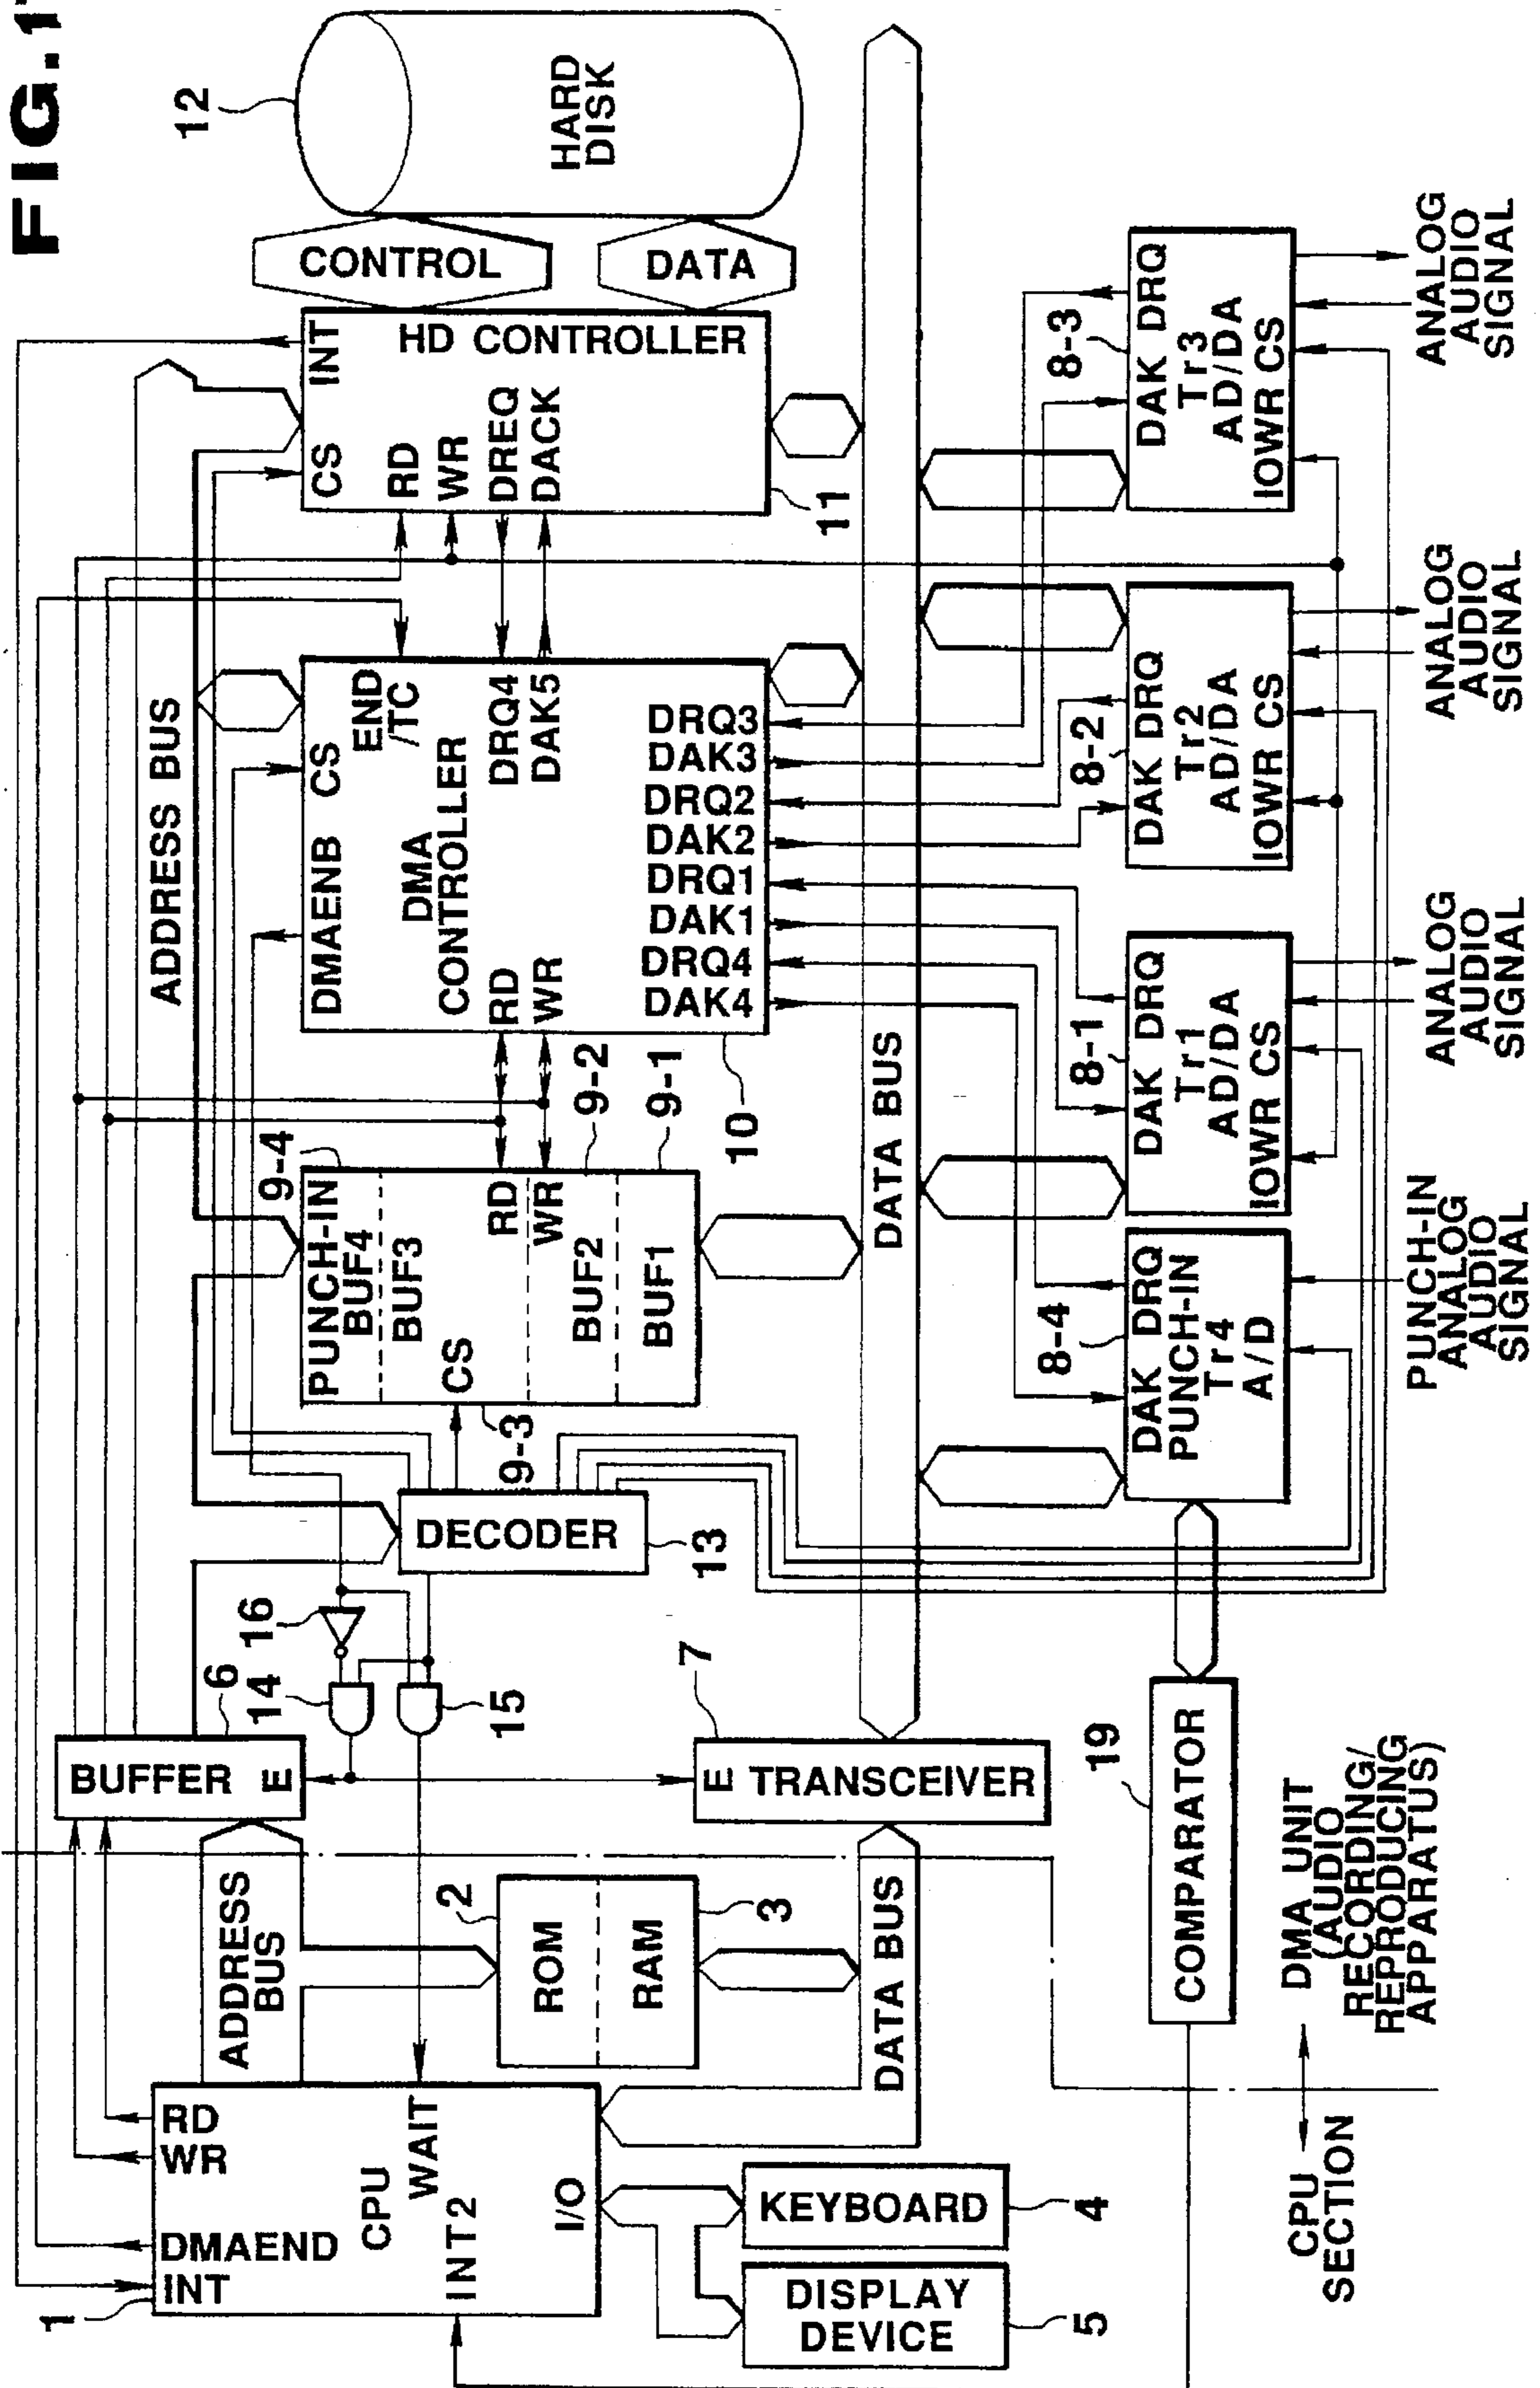 FIG.1
12
HARD
DISK
CONTROL
DATA
INT
HD CONTROLLER
CS
RD
WR
DREQ
DACK
11
ADDRESS BUS
DMAENB CS
END
/TC
DMA
CONTROLLER
DRQ4
DAK5
RD
WR
DRQ3
DAK3
DRQ2
DAK2
DRQ1
DAK1
DRQ4
DAK4
10
9-4
PUNCH-IN
BUF4
BUF3
RD
WR
CS
BUF2
BUF1
9-2
9-1
9-3
DECODER
13
16
14
15
6
BUFFER E
7
E TRANSCEIVER
DATA BUS
8-3
DAK DRQ
Tr3
AD/DA
IOWR CS
ANALOG
AUDIO
SIGNAL
8-2
DAK DRQ
Tr2
AD/DA
IOWR CS
ANALOG
AUDIO
SIGNAL
8-1
DAK DRQ
Tr1
AD/DA
IOWR CS
ANALOG
AUDIO
SIGNAL
8-4
DAK DRQ
PUNCH-IN
Tr4
A/D
PUNCH-IN
ANALOG
AUDIO
SIGNAL
19
COMPARATOR
ADDRESS
BUS
2
ROM
RAM
3
DATA BUS
1
RD
WR
CPU
WAIT
DMAEND
INT
INT2
I/O
KEYBOARD
4
DISPLAY
DEVICE
5
CPU
SECTION
DMA UNIT
(AUDIO
RECORDING/
REPRODUCING
APPARATUS)